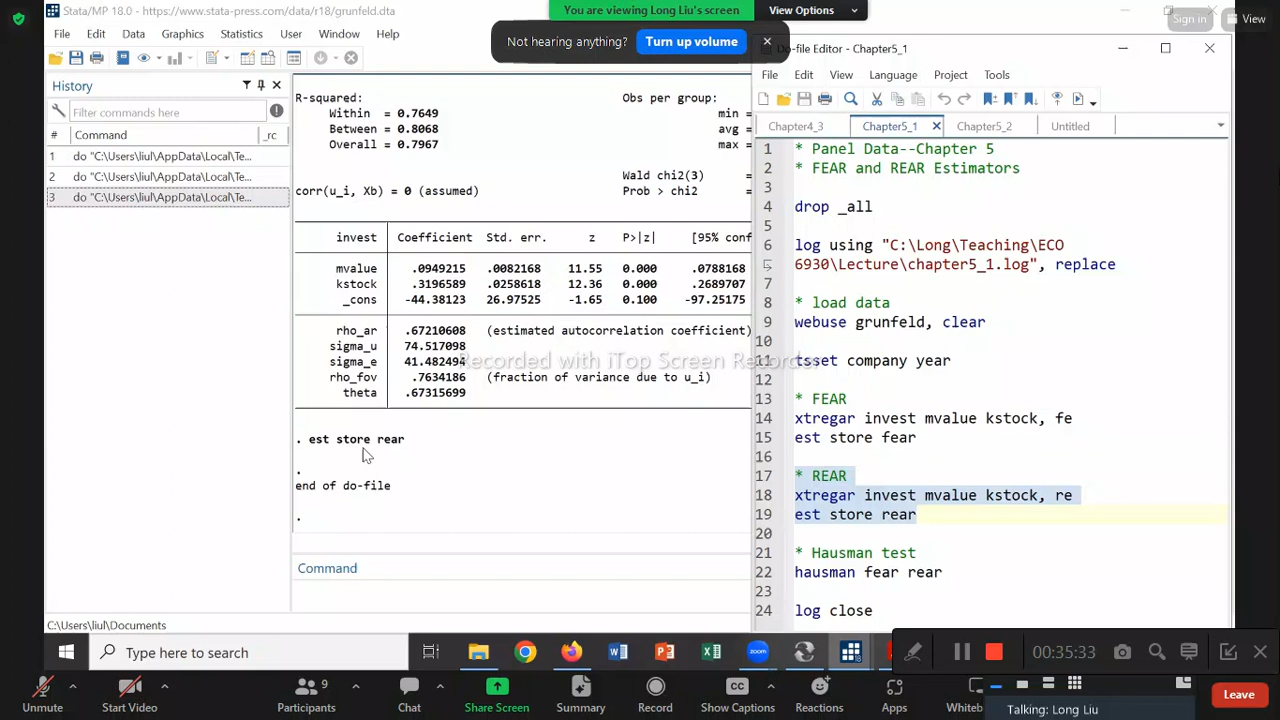 Stata/MP 18.0 - https://www.stata-press.com/data/r18/grunfeld.dta
You are viewing Long Liu's screen
View Options
Sign in
View
File Edit Data Graphics Statistics User Window Help
Not hearing anything?
Turn up volume
Do-file Editor - Chapter5_1
File Edit View Language Project Tools
History
Filter commands here
# Command _rc
1 do "C:\Users\liul\AppData\Local\Te...
2 do "C:\Users\liul\AppData\Local\Te...
3 do "C:\Users\liul\AppData\Local\Te...
R-squared: Obs per group:
Within = 0.7649 min =
Between = 0.8068 avg =
Overall = 0.7967 max =
Wald chi2(3) =
corr(u_i, Xb) = 0 (assumed) Prob > chi2 =
invest Coefficient Std. err. z P>|z| [95% conf
mvalue .0949215 .0082168 11.55 0.000 .0788168
kstock .3196589 .0258618 12.36 0.000 .2689707
_cons -44.38123 26.97525 -1.65 0.100 -97.25175
rho_ar .67210608 (estimated autocorrelation coefficient)
sigma_u 74.517098
sigma_e 41.482494
rho_fov .7634186 (fraction of variance due to u_i)
theta .67315699
Recorded with iTop Screen Recorder
. est store rear
.
end of do-file
.
Command
C:\Users\liul\Documents
Chapter4_3 Chapter5_1 Chapter5_2 Untitled
1 * Panel Data--Chapter 5
2 * FEAR and REAR Estimators
3
4 drop _all
5
6 log using "C:\Long\Teaching\ECO
6930\Lecture\chapter5_1.log", replace
7
8 * load data
9 webuse grunfeld, clear
10
11 tsset company year
12
13 * FEAR
14 xtregar invest mvalue kstock, fe
15 est store fear
16
17 * REAR
18 xtregar invest mvalue kstock, re
19 est store rear
20
21 * Hausman test
22 hausman fear rear
23
24 log close
Type here to search
00:35:33
Unmute
Start Video
9
Participants
Chat
Share Screen
Summary
Record
CC
Show Captions
Reactions
Apps
Whiteb
Talking: Long Liu
Leave